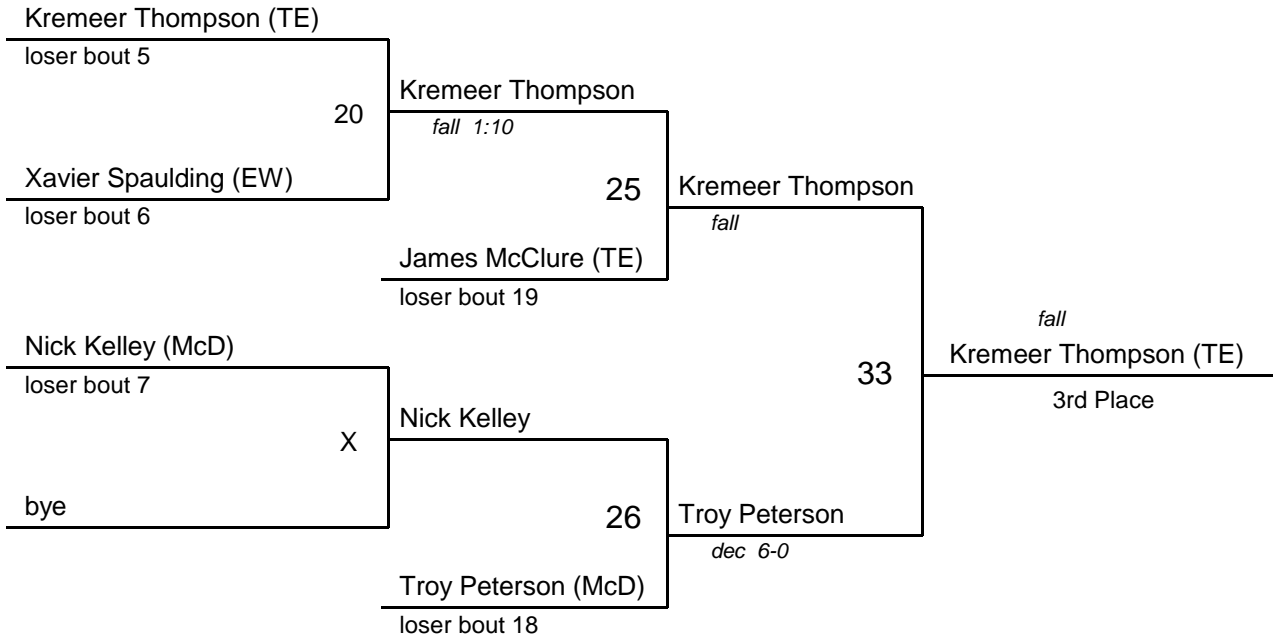 Kremeer Thompson (TE)
loser bout 5
20
Kremeer Thompson
fall 1:10
Xavier Spaulding (EW)
loser bout 6
25
Kremeer Thompson
fall
James McClure (TE)
loser bout 19
fall
Kremeer Thompson (TE)
3rd Place
33
Nick Kelley (McD)
loser bout 7
X
Nick Kelley
bye
26
Troy Peterson
dec 6-0
Troy Peterson (McD)
loser bout 18